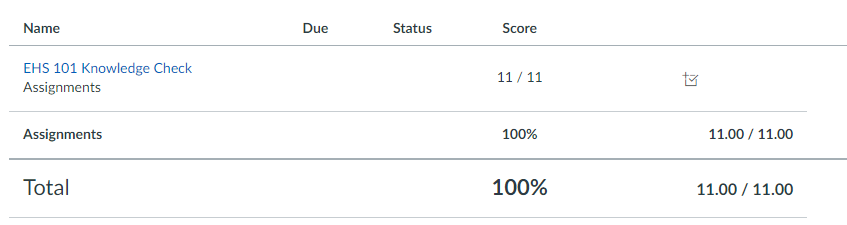 Name Due Status Score
EHS 101 Knowledge Check
Assignments
11 / 11
Assignments 100% 11.00 / 11.00
Total 100% 11.00 / 11.00